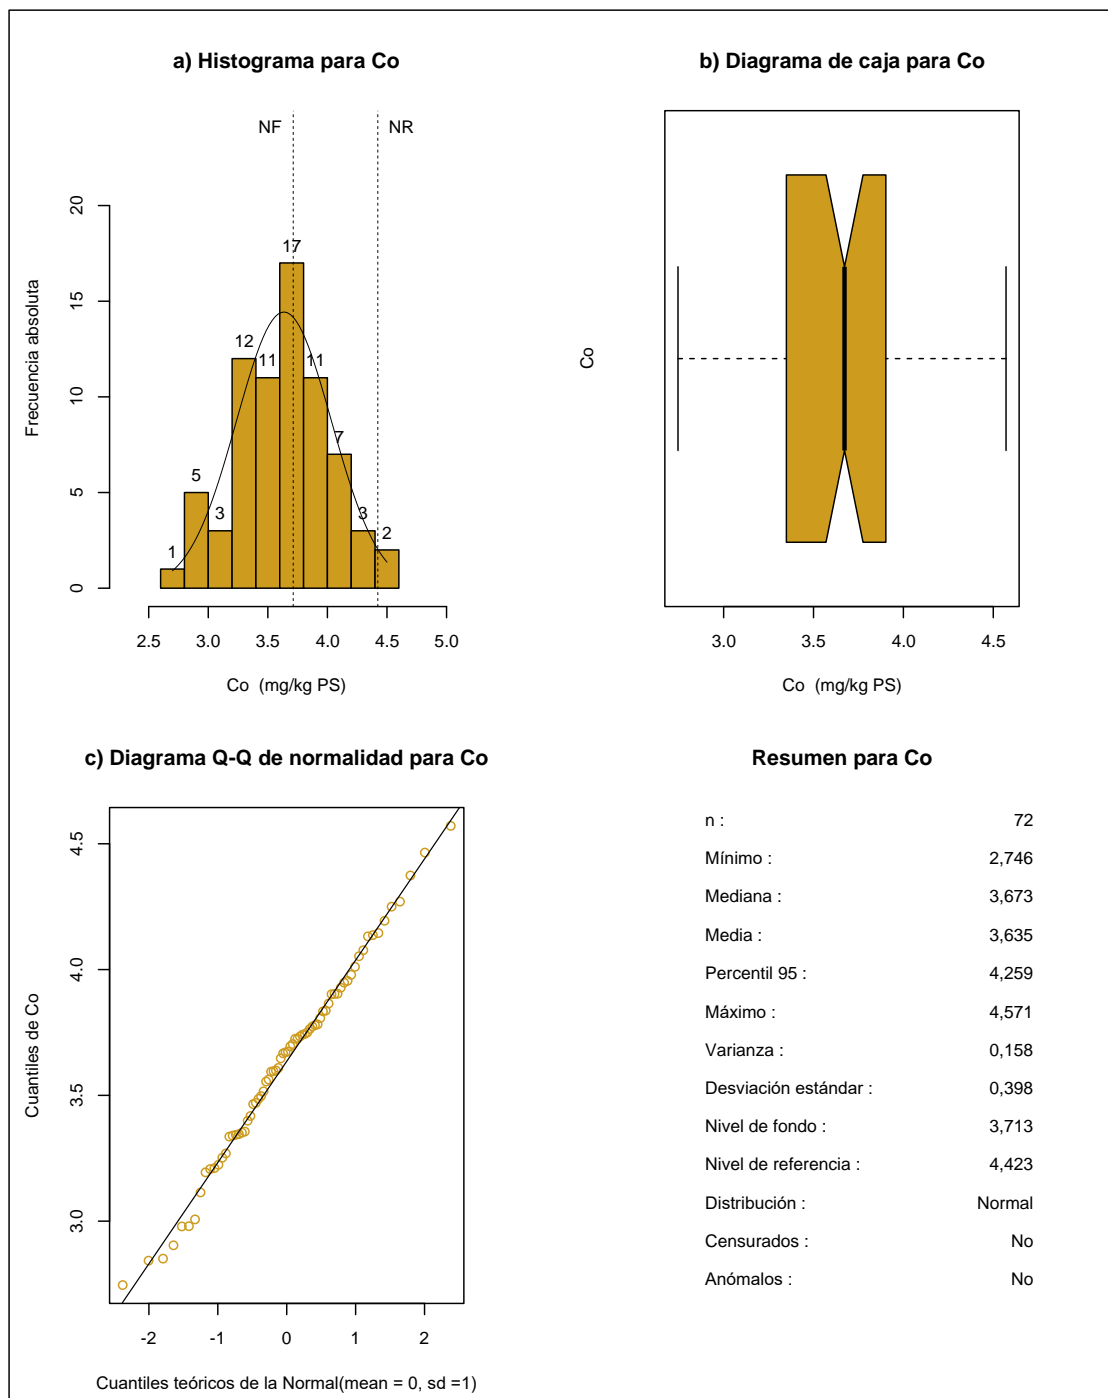 a) Histograma para Co
NF
NR
Frecuencia absoluta
20
15
10
5
0
1
5
3
12
11
17
11
7
3
2
2.5 3.0 3.5 4.0 4.5 5.0
Co (mg/kg PS)
b) Diagrama de caja para Co
Co
3.0 3.5 4.0 4.5
Co (mg/kg PS)
c) Diagrama Q-Q de normalidad para Co
Cuantiles de Co
4.5
4.0
3.5
3.0
-2 -1 0 1 2
Cuantiles teóricos de la Normal(mean = 0, sd =1)
Resumen para Co
n : 72
Mínimo : 2,746
Mediana : 3,673
Media : 3,635
Percentil 95 : 4,259
Máximo : 4,571
Varianza : 0,158
Desviación estándar : 0,398
Nivel de fondo : 3,713
Nivel de referencia : 4,423
Distribución : Normal
Censurados : No
Anómalos : No